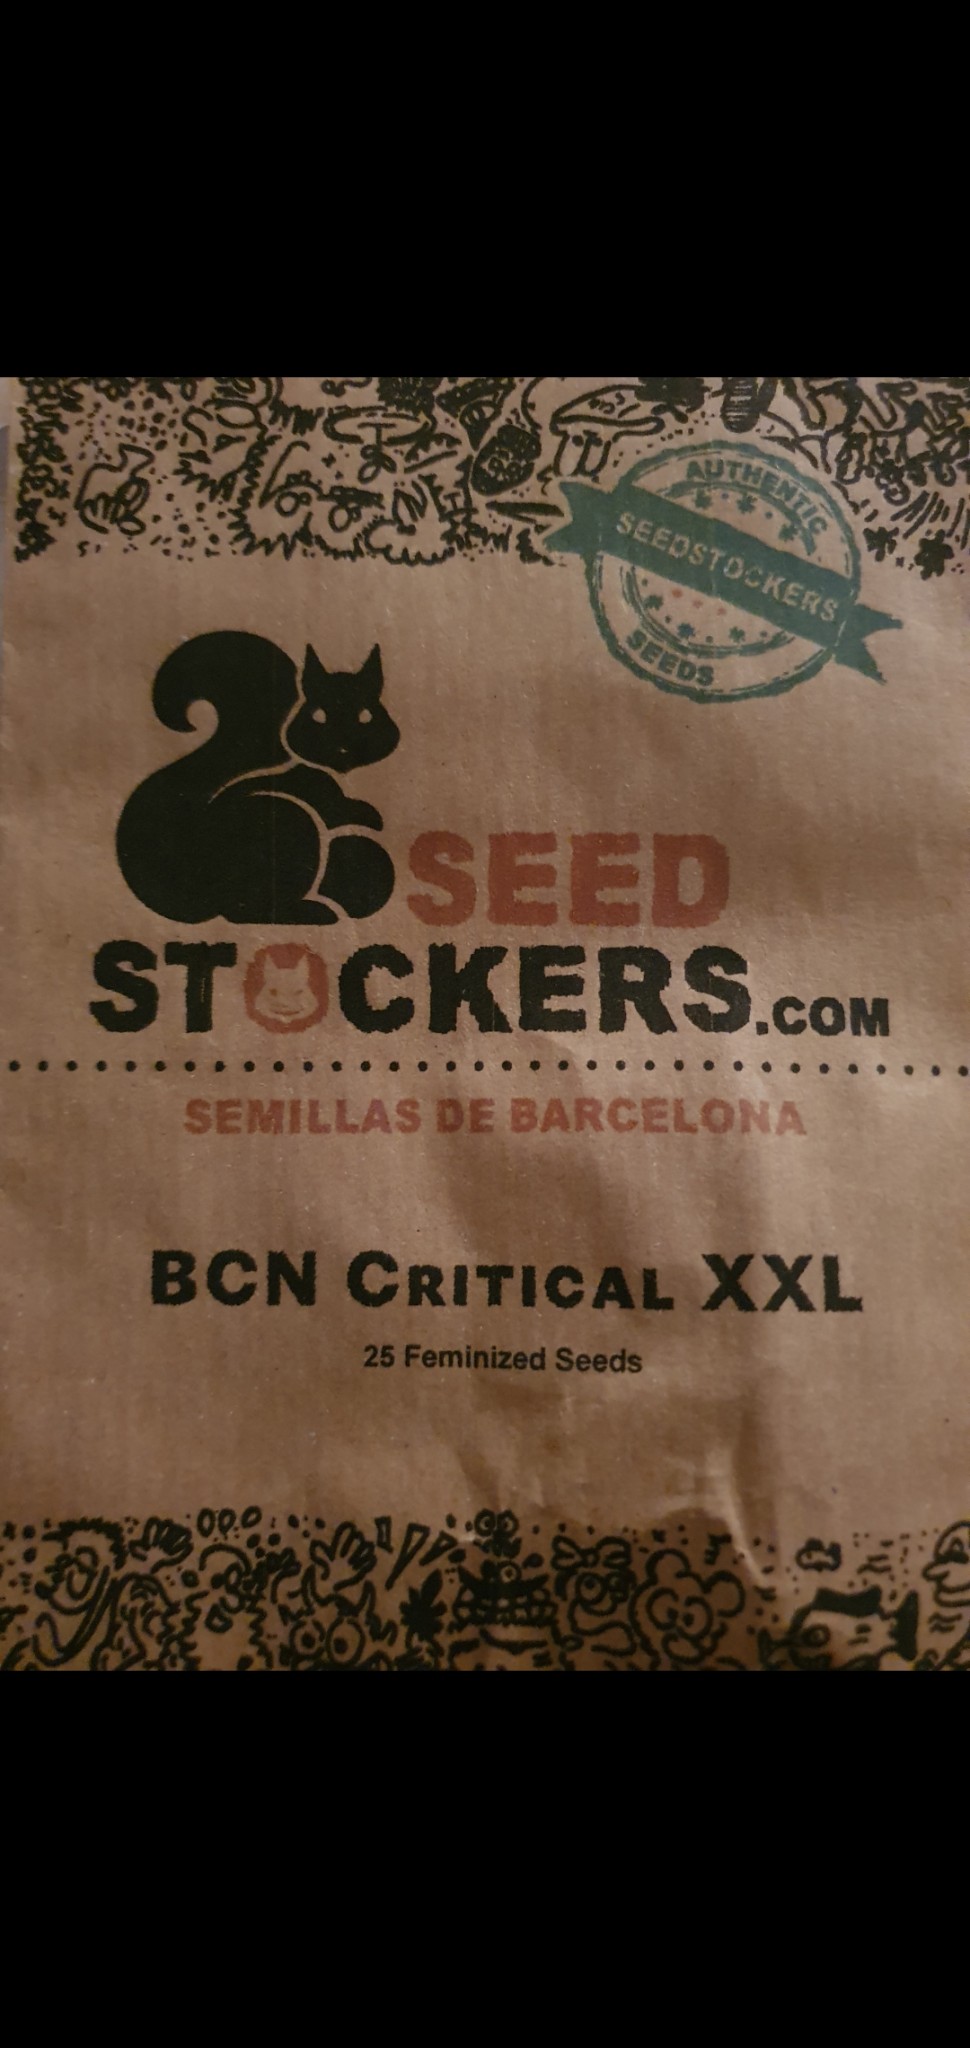 AUTHENTIC
SEEDSTOCKERS
SEEDS
SEED
STOCKERS.COM
SEMILLAS DE BARCELONA
BCN CRITICAL XXL
25 Feminized Seeds